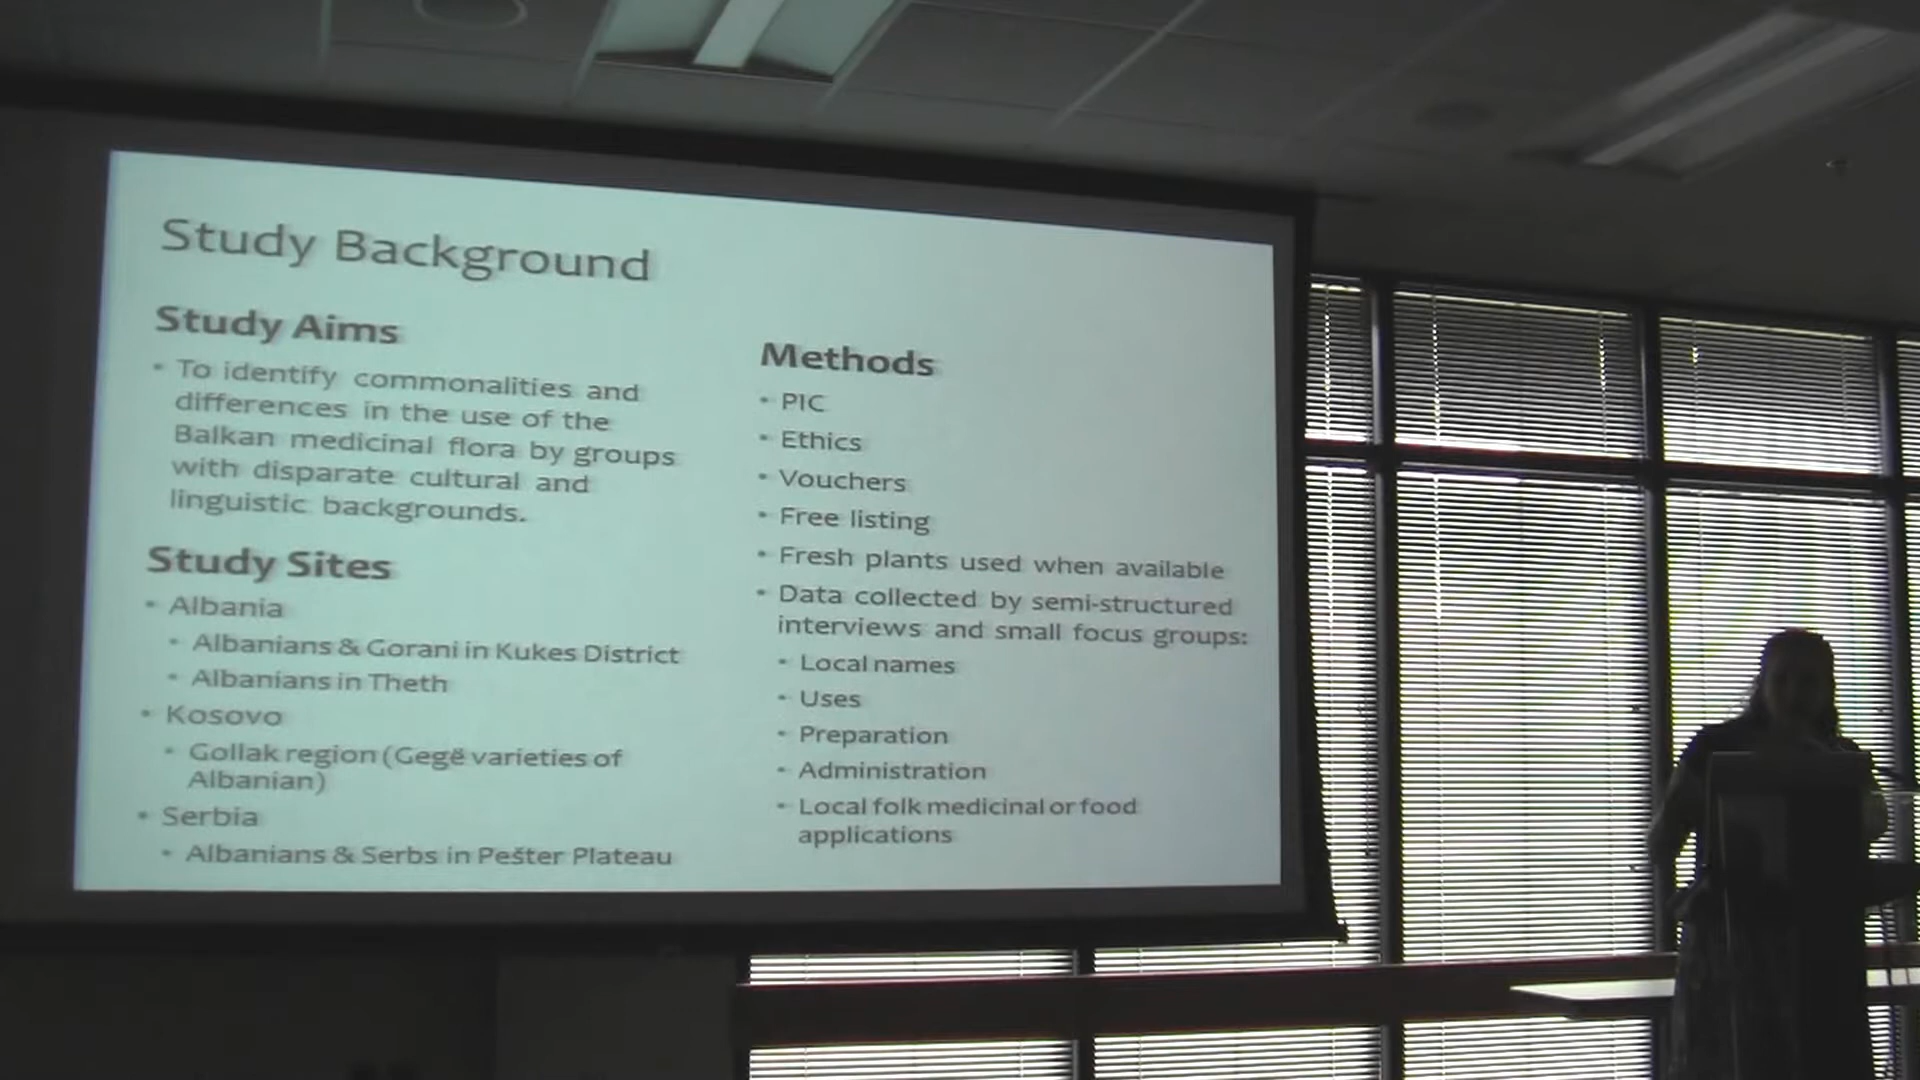 Study Background
Study Aims
• To identify commonalities and
differences in the use of the
Balkan medicinal flora by groups
with disparate cultural and
linguistic backgrounds.
Study Sites
• Albania
• Albanians & Gorani in Kukes District
• Albanians in Theth
• Kosovo
• Gollak region (Gegë varieties of
Albanian)
• Serbia
• Albanians & Serbs in Pešter Plateau
Methods
• PIC
• Ethics
• Vouchers
• Free listing
• Fresh plants used when available
• Data collected by semi-structured
interviews and small focus groups:
• Local names
• Uses
• Preparation
• Administration
• Local folk medicinal or food
applications